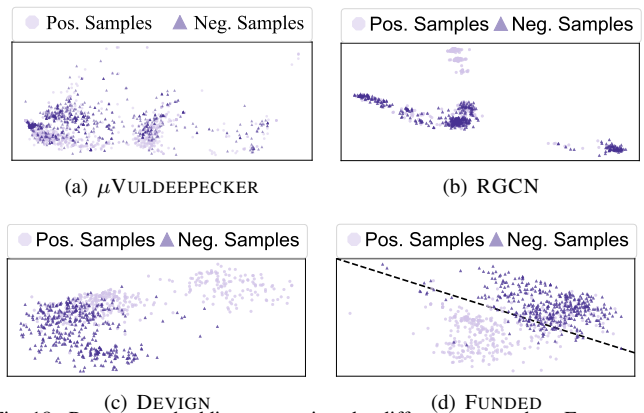 Pos. Samples Neg. Samples
Pos. Samples Neg. Samples
(a) μVULDEEPECKER
(b) RGCN
Pos. Samples Neg. Samples
Pos. Samples Neg. Samples
(c) DEVIGN
(d) FUNDED